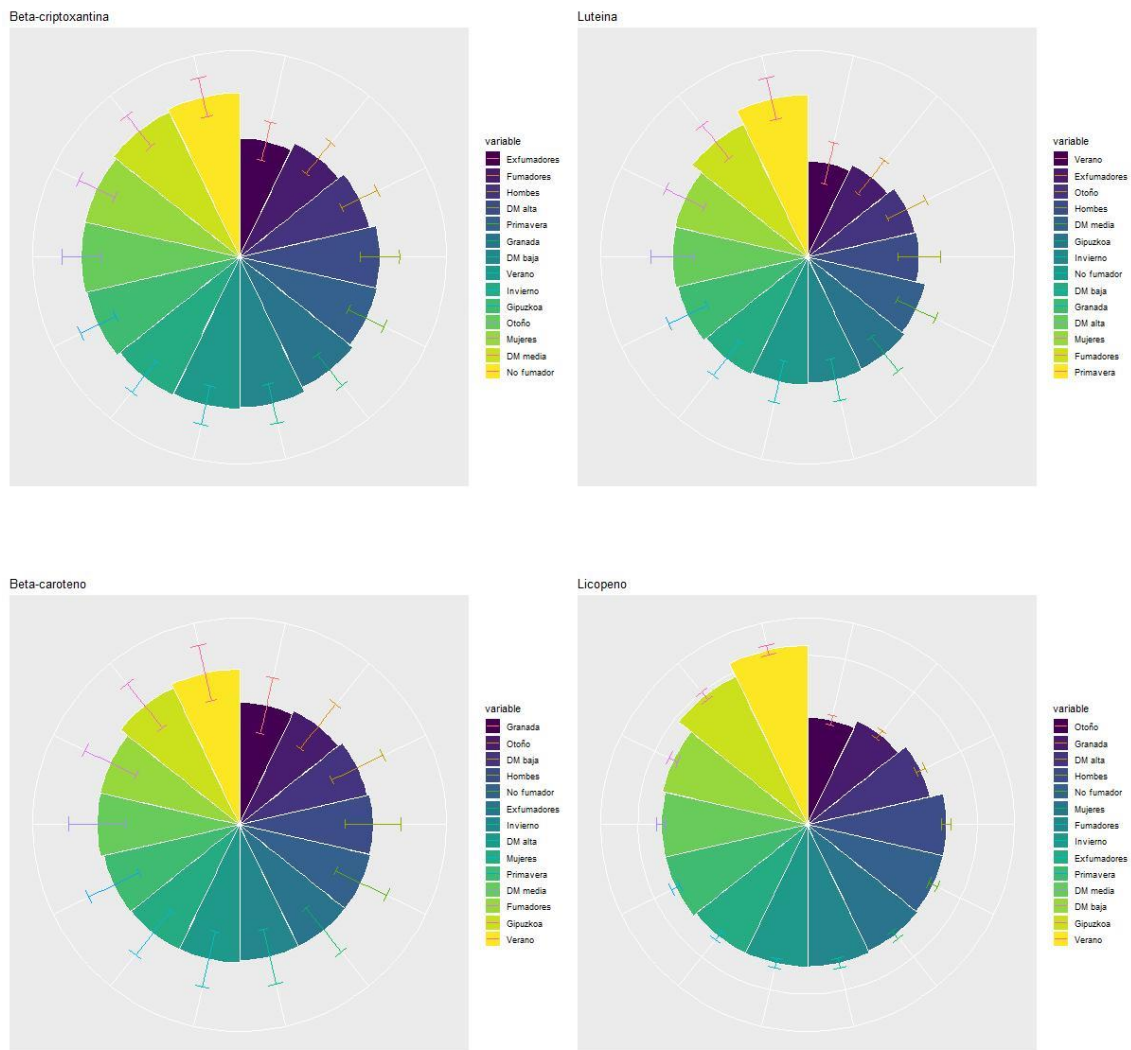 Beta-criptoxantina
variable
Exfumadores
Fumadores
Hombes
DM alta
Primavera
Granada
DM baja
Verano
Invierno
Gipuzkoa
Otoño
Mujeres
DM media
No fumador
Luteina
variable
Verano
Exfumadores
Otoño
Hombes
DM media
Gipuzkoa
Invierno
No fumador
DM baja
Granada
DM alta
Mujeres
Fumadores
Primavera
Beta-caroteno
variable
Granada
Otoño
DM baja
Hombes
No fumador
Exfumadores
Invierno
DM alta
Mujeres
Primavera
DM media
Fumadores
Gipuzkoa
Verano
Licopeno
variable
Otoño
Granada
DM alta
Hombes
No fumador
Mujeres
Fumadores
Invierno
Exfumadores
Primavera
DM media
DM baja
Gipuzkoa
Verano